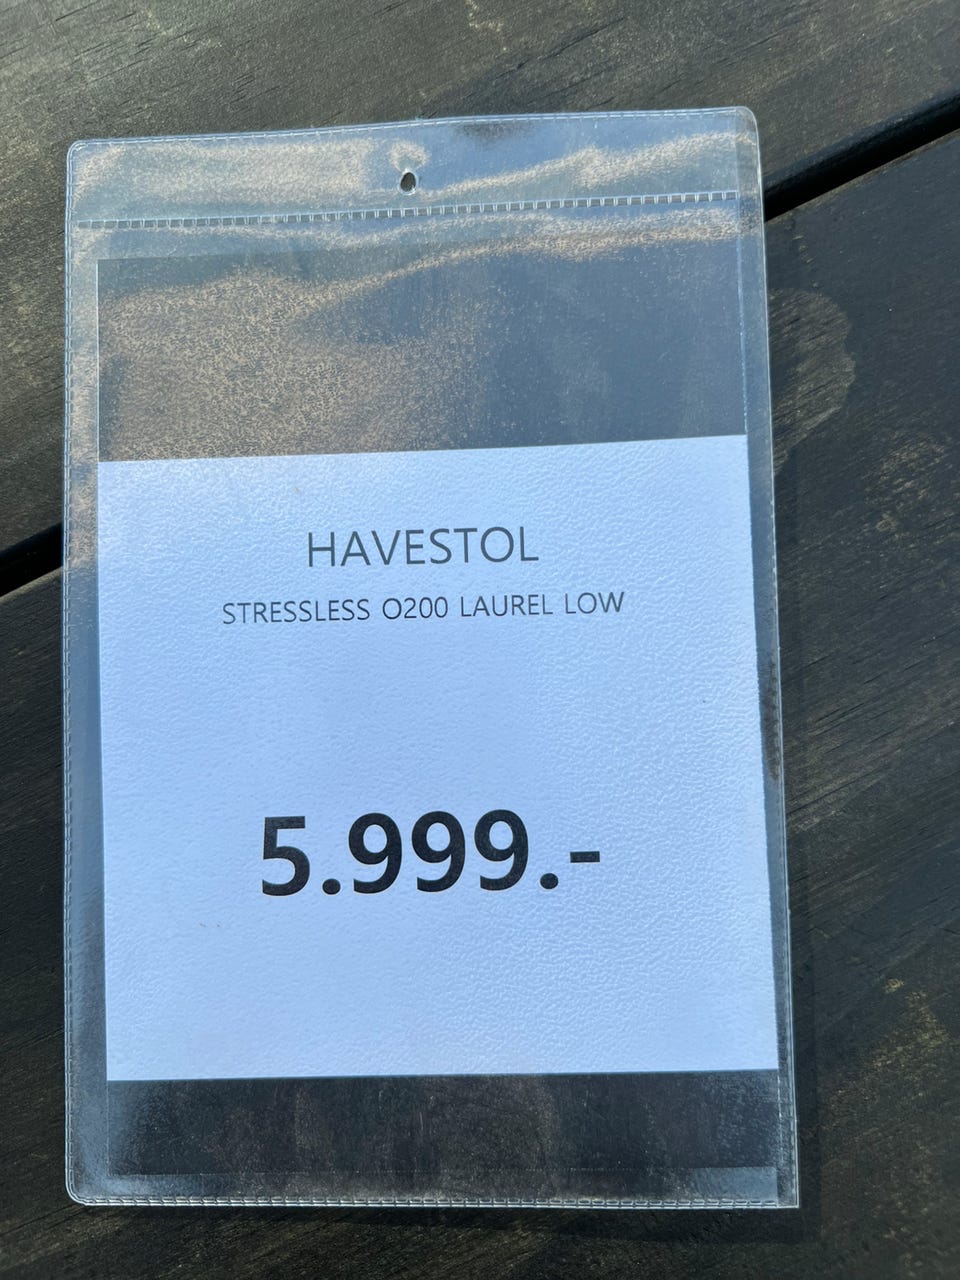 HAVESTOL
STRESSLESS O200 LAUREL LOW
5.999.-